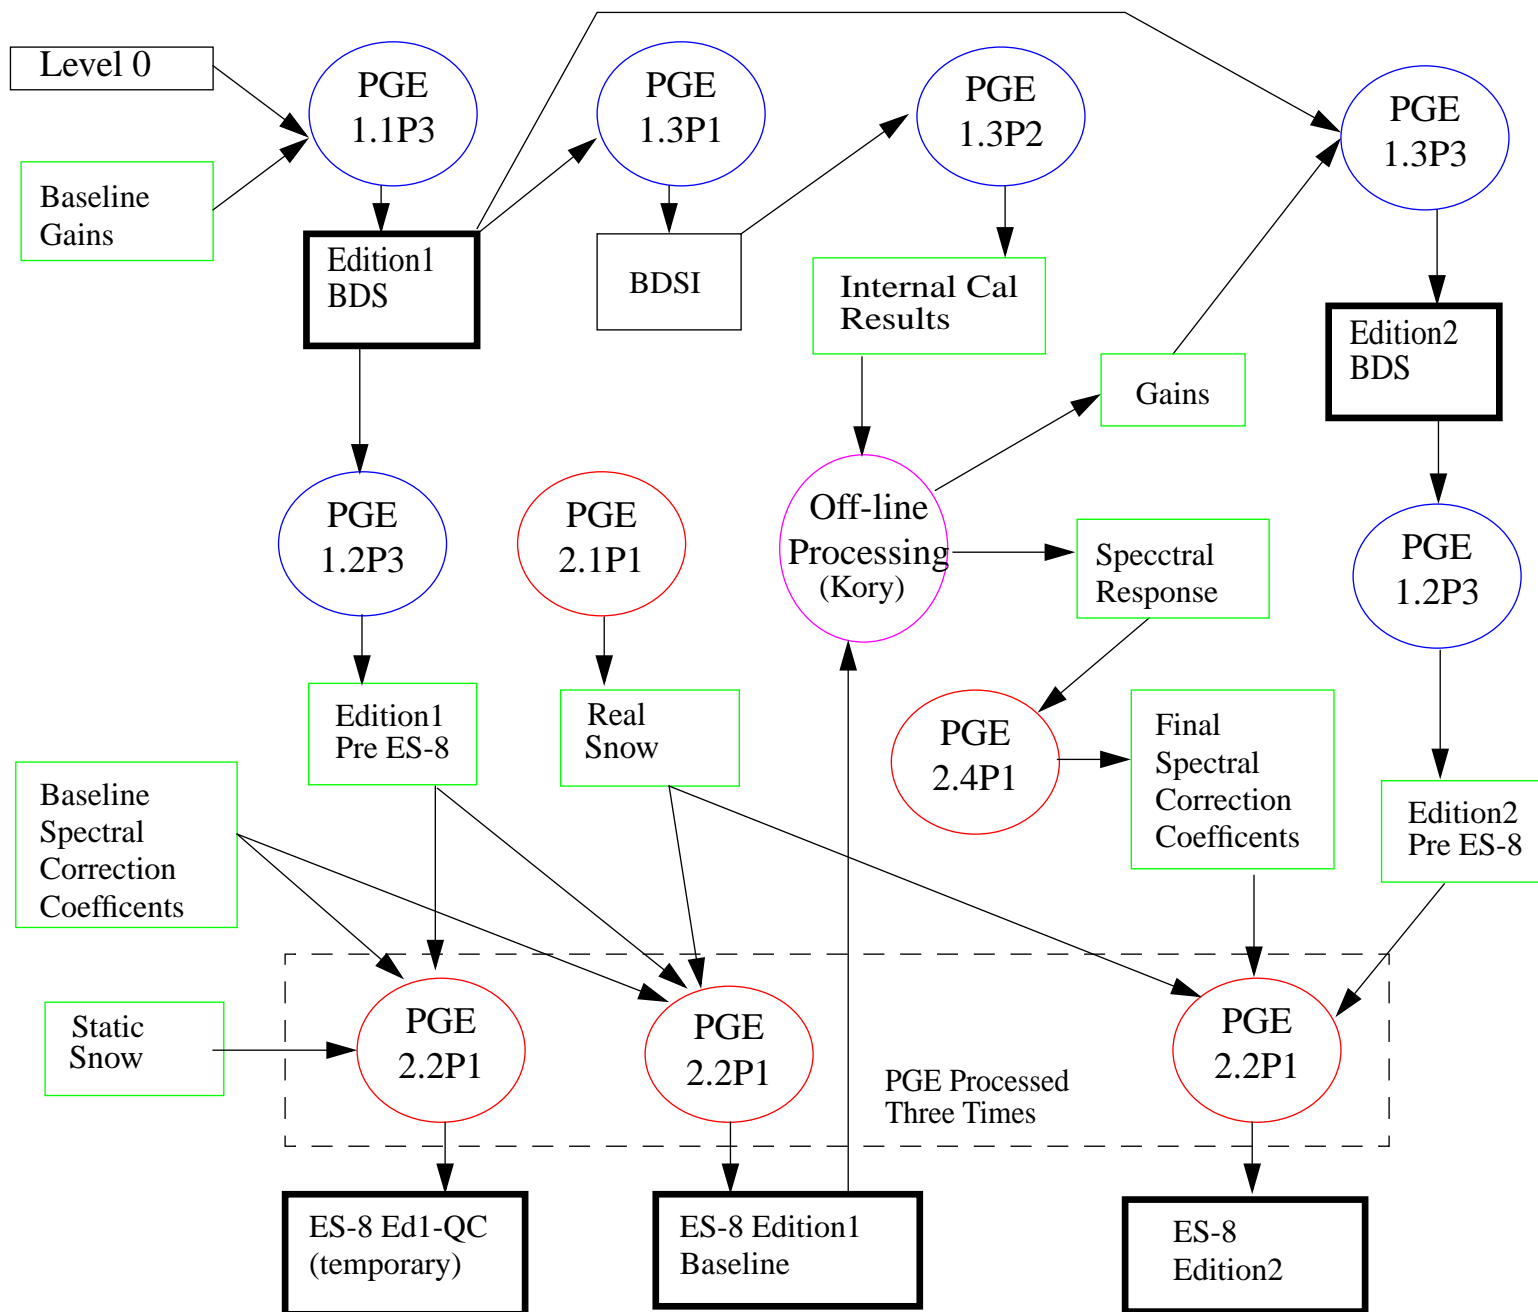 Level 0
PGE
1.1P3
PGE
1.3P1
PGE
1.3P2
PGE
1.3P3
Baseline
Gains
Edition1
BDS
BDSI
Internal Cal
Results
Gains
Edition2
BDS
PGE
1.2P3
PGE
2.1P1
Off-line
Processing
(Kory)
Specctral
Response
PGE
1.2P3
Edition1
Pre ES-8
Real
Snow
PGE
2.4P1
Final
Spectral
Correction
Coefficents
Edition2
Pre ES-8
Baseline
Spectral
Correction
Coefficents
Static
Snow
PGE
2.2P1
PGE
2.2P1
PGE Processed
Three Times
PGE
2.2P1
ES-8 Ed1-QC
(temporary)
ES-8 Edition1
Baseline
ES-8
Edition2